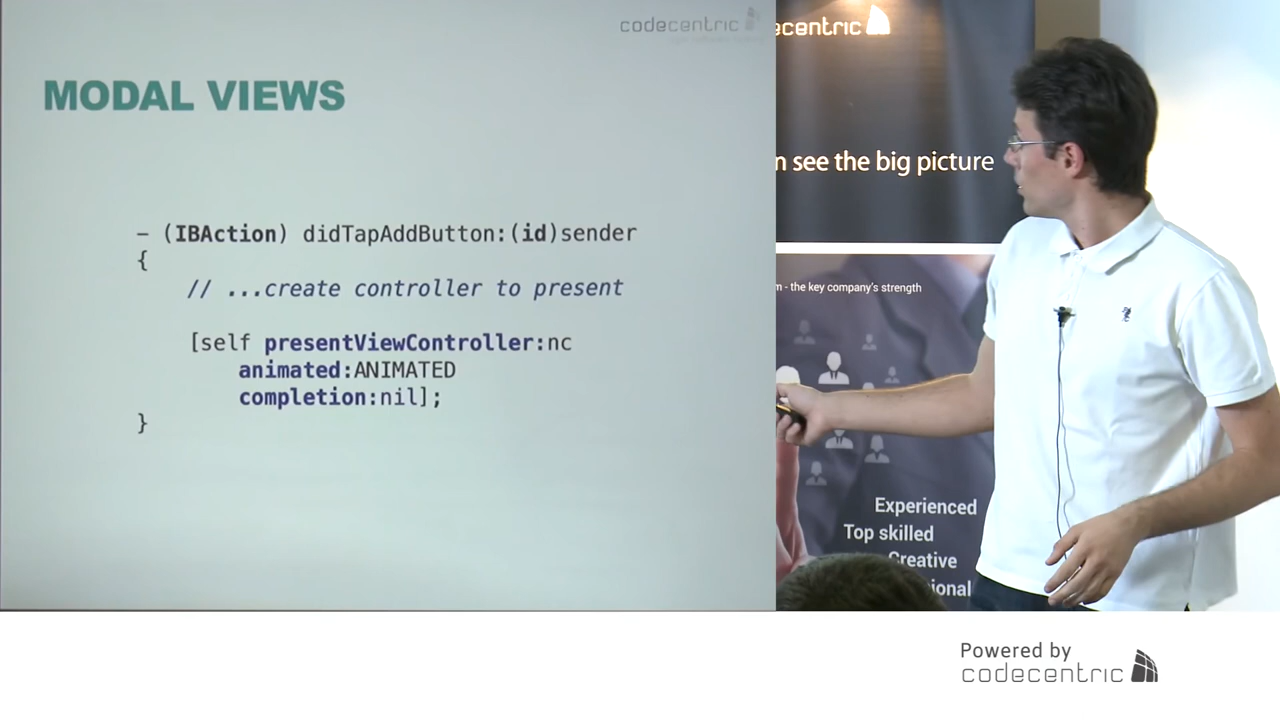 codecentric
MODAL VIEWS
– (IBAction) didTapAddButton:(id)sender
{
// ...create controller to present
[self presentViewController:nc
animated:ANIMATED
completion:nil];
}
ecentric
see the big picture
- the key company's strength
Experienced
Top skilled
Creative
ional
Powered by
codecentric